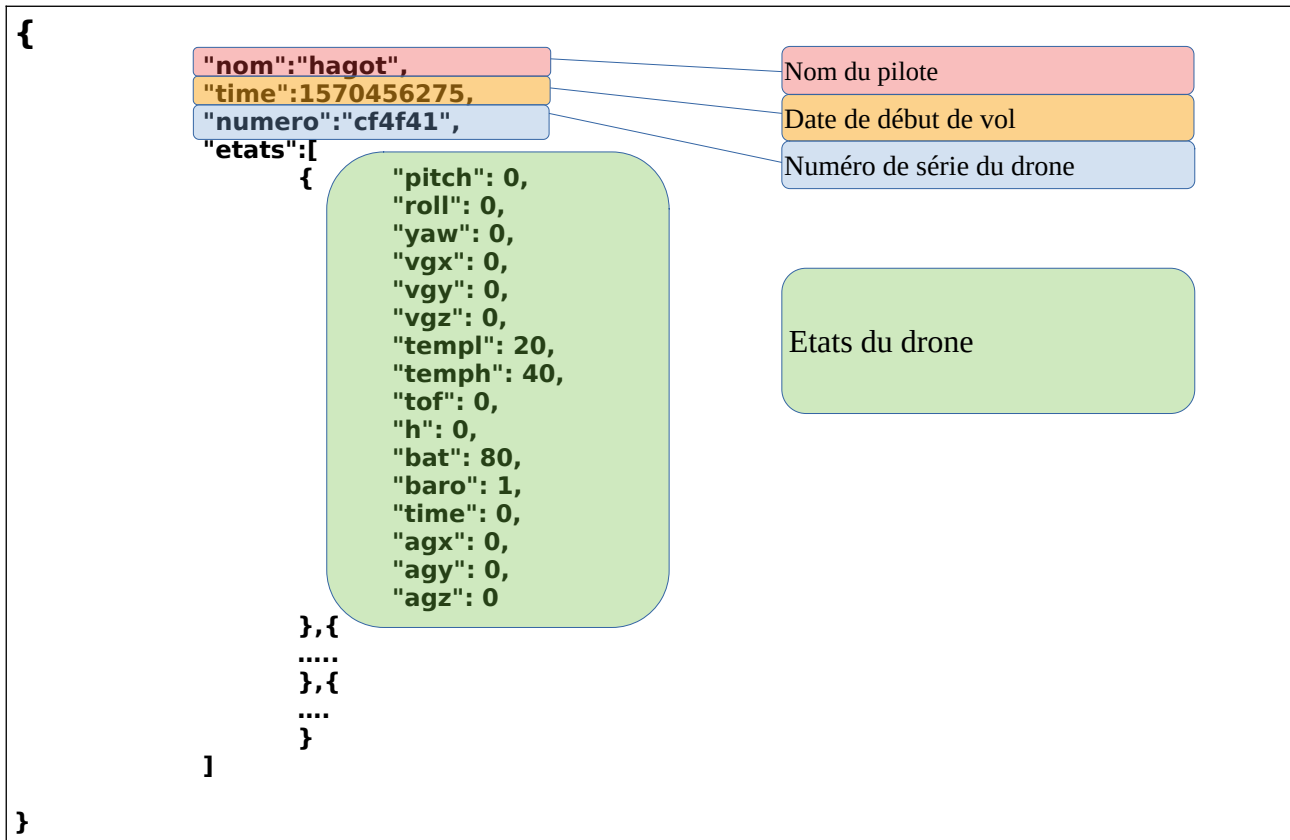 {
"nom":"hagot",
Nom du pilote
"time":1570456275,
Date de début de vol
"numero":"cf4f41",
Numéro de série du drone
"etats":[
{ "pitch": 0,
"roll": 0,
"yaw": 0,
"vgx": 0,
"vgy": 0,
"vgz": 0,
Etats du drone
"templ": 20,
"temph": 40,
"tof": 0,
"h": 0,
"bat": 80,
"baro": 1,
"time": 0,
"agx": 0,
"agy": 0,
"agz": 0
},{
.....
},{
....
}
]
}